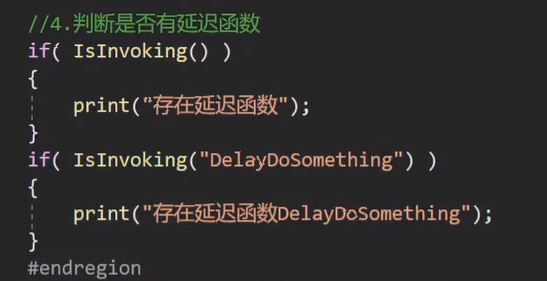 //4.判断是否有延迟函数
if( IsInvoking() )
{
print("存在延迟函数");
}
if( IsInvoking("DelayDoSomething") )
{
print("存在延迟函数DelayDoSomething");
}
#endregion